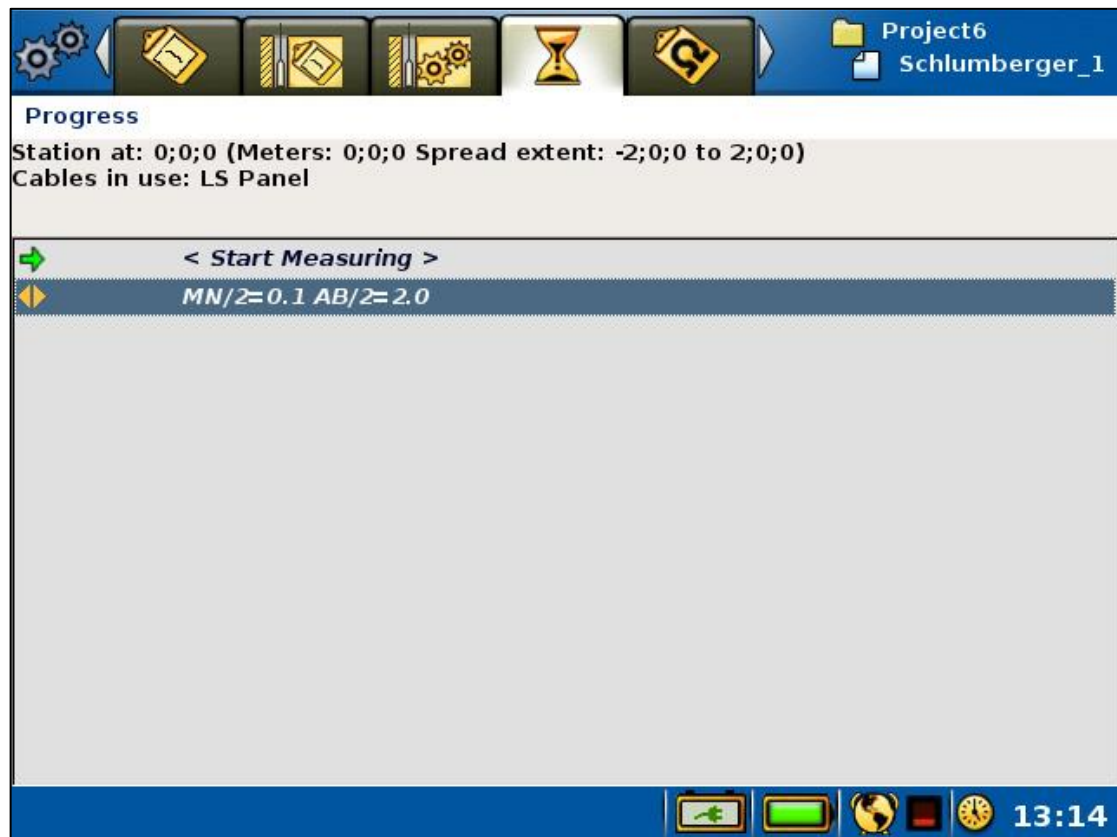 Project6
Schlumberger_1
Progress
Station at: 0;0;0 (Meters: 0;0;0 Spread extent: -2;0;0 to 2;0;0)
Cables in use: LS Panel
< Start Measuring >
MN/2=0.1 AB/2=2.0
13:14